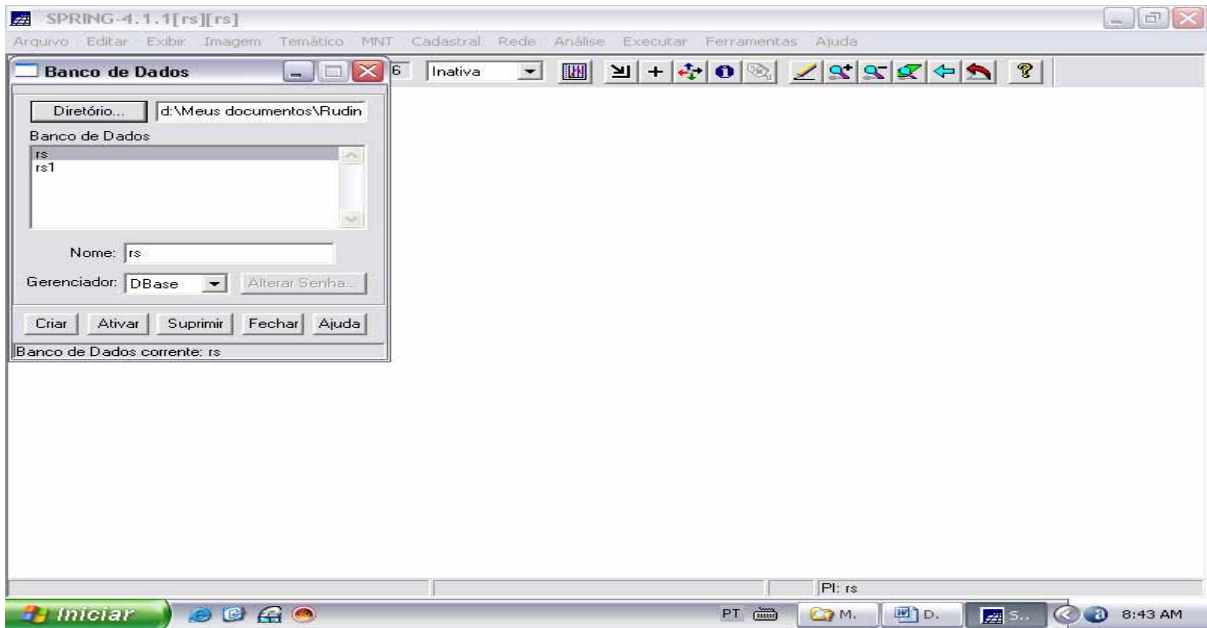 SPRING-4.1.1[rs][rs]
Arquivo Editar Exibir Imagem Temático MNT Cadastral Rede Análise Executar Ferramentas Ajuda
Banco de Dados
6 Inativa
Diretório... d:\Meus documentos\Rudin
Banco de Dados
rs
rs1
Nome: rs
Gerenciador: DBase Alterar Senha...
Criar Ativar Suprimir Fechar Ajuda
Banco de Dados corrente: rs
PI: rs
Iniciar PT M. D. S.. 8:43 AM